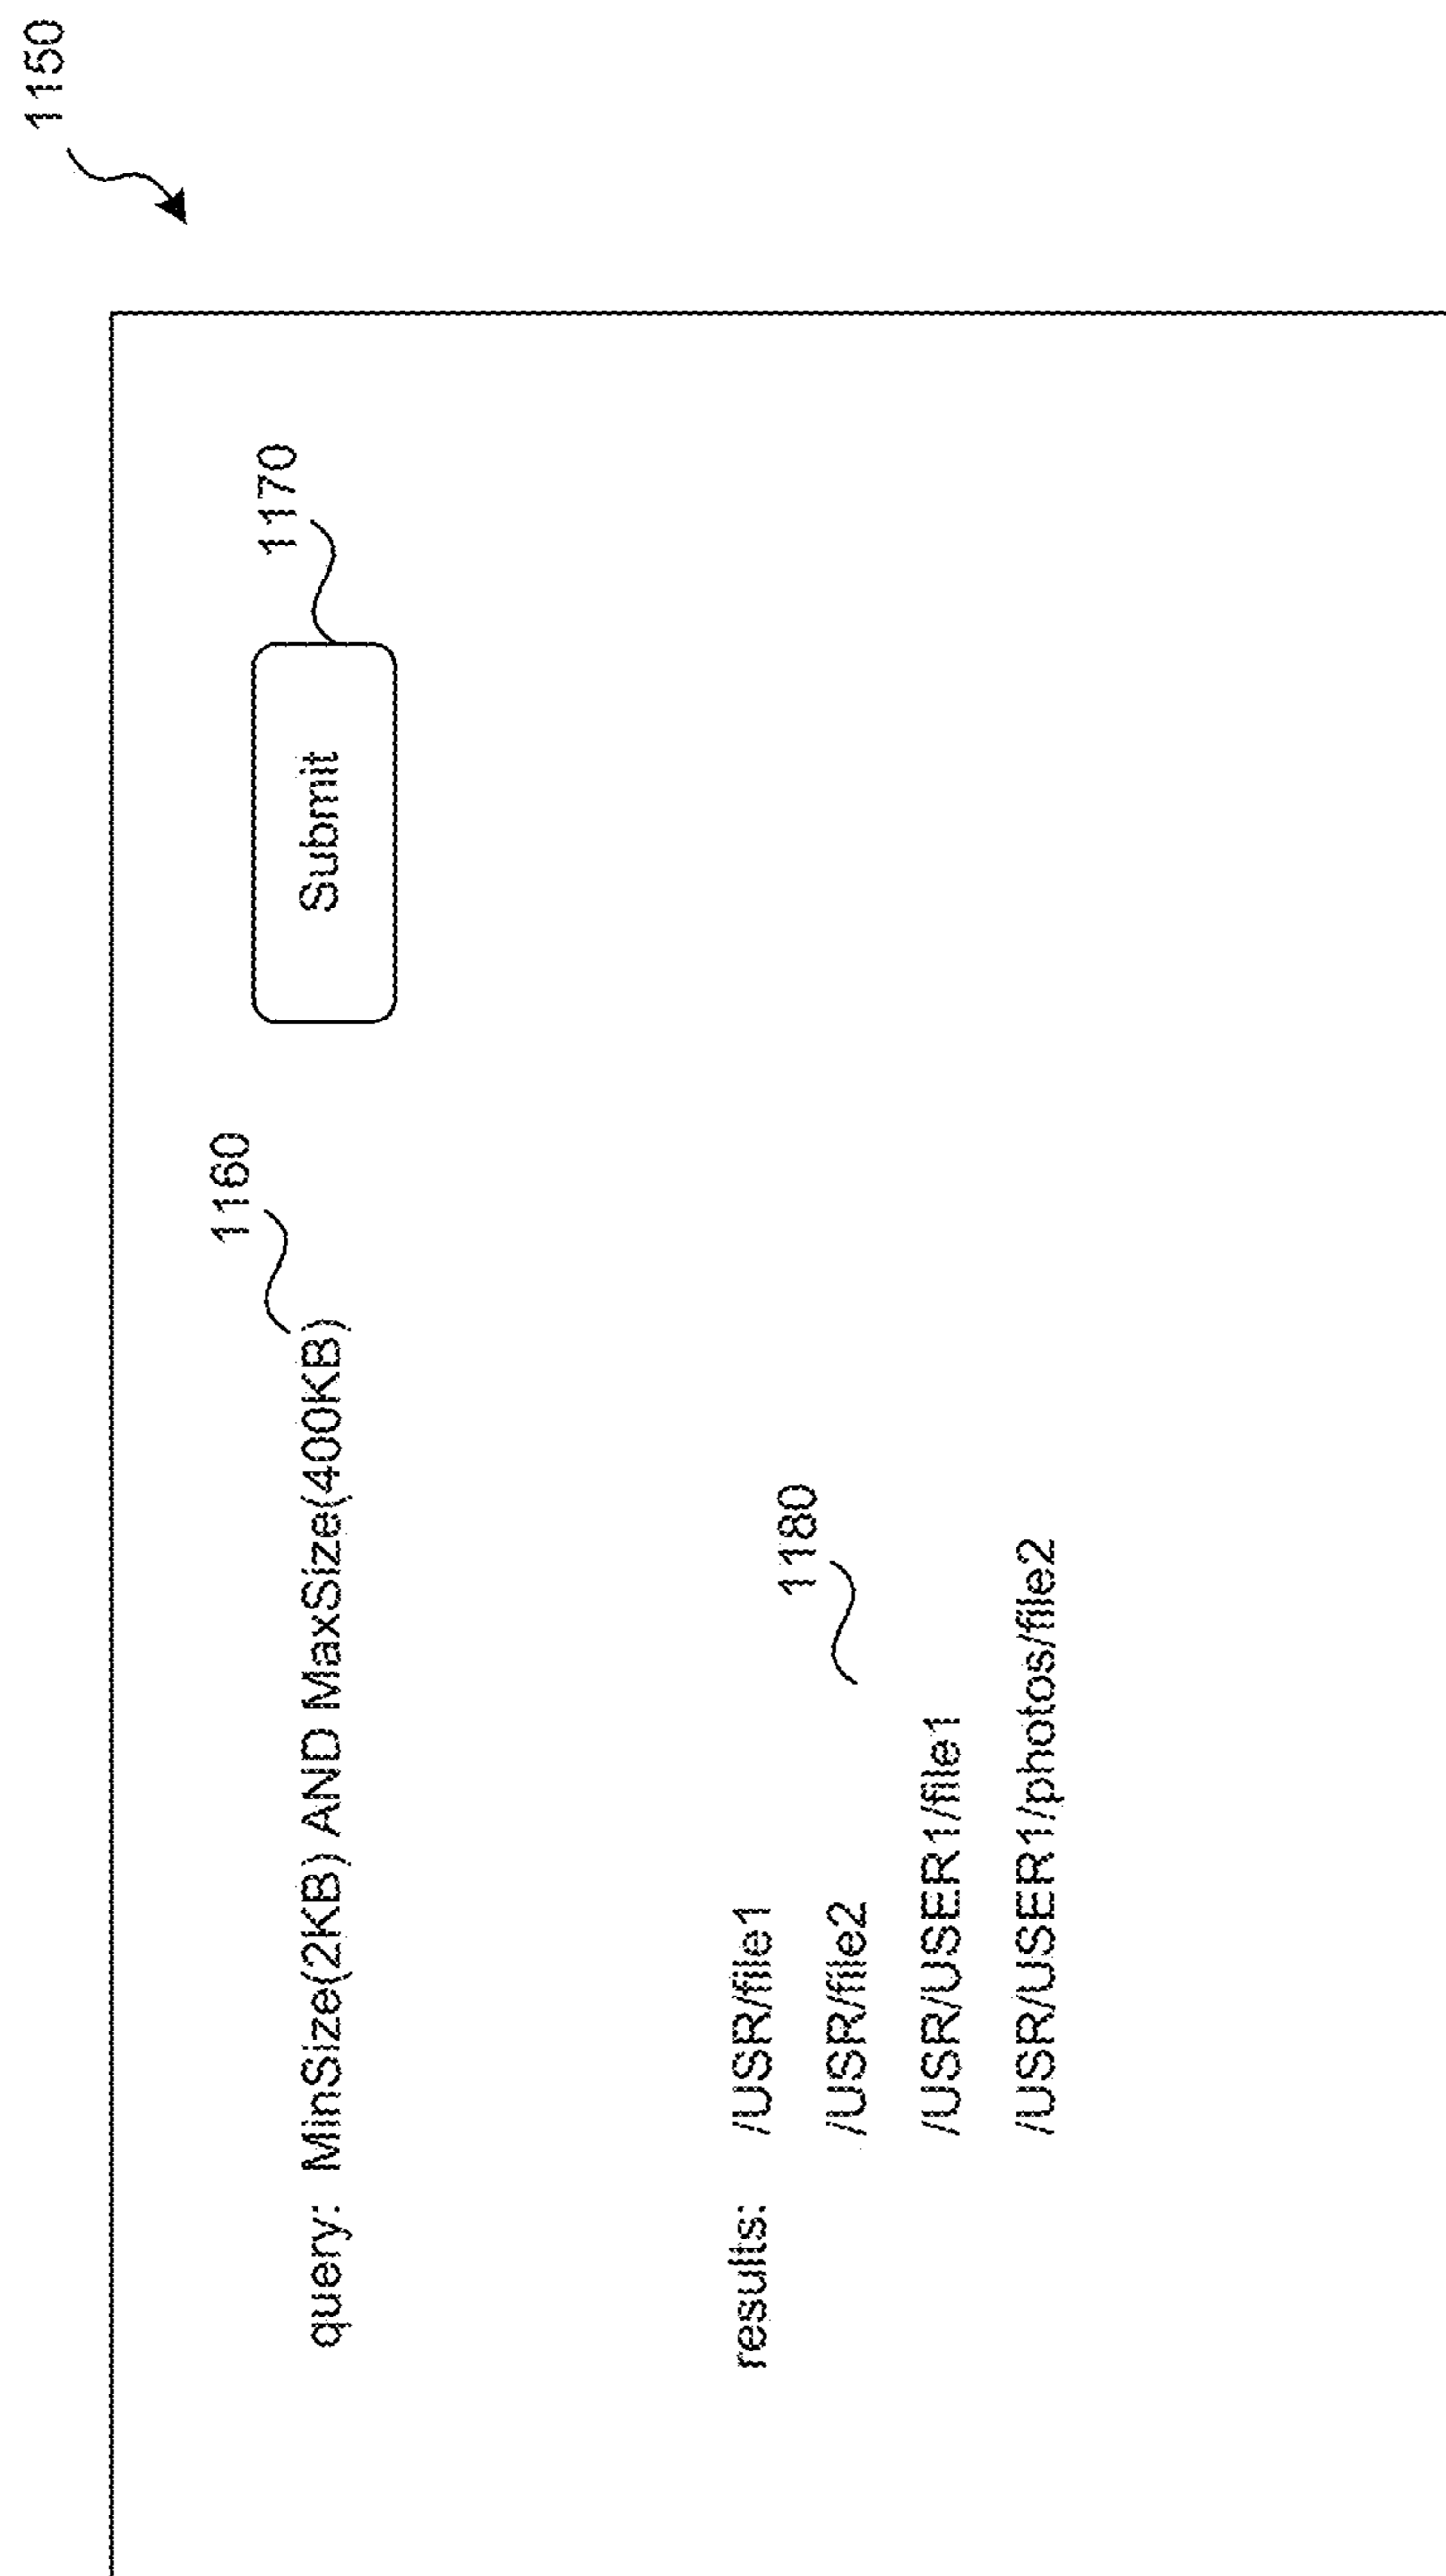 1150
1170
1160
query: MinSize(2KB) AND MaxSize(400KB)
Submit
1180
results: /USR/file1
/USR/file2
/USR/USER1/file1
/USR/USER1/photos/file2